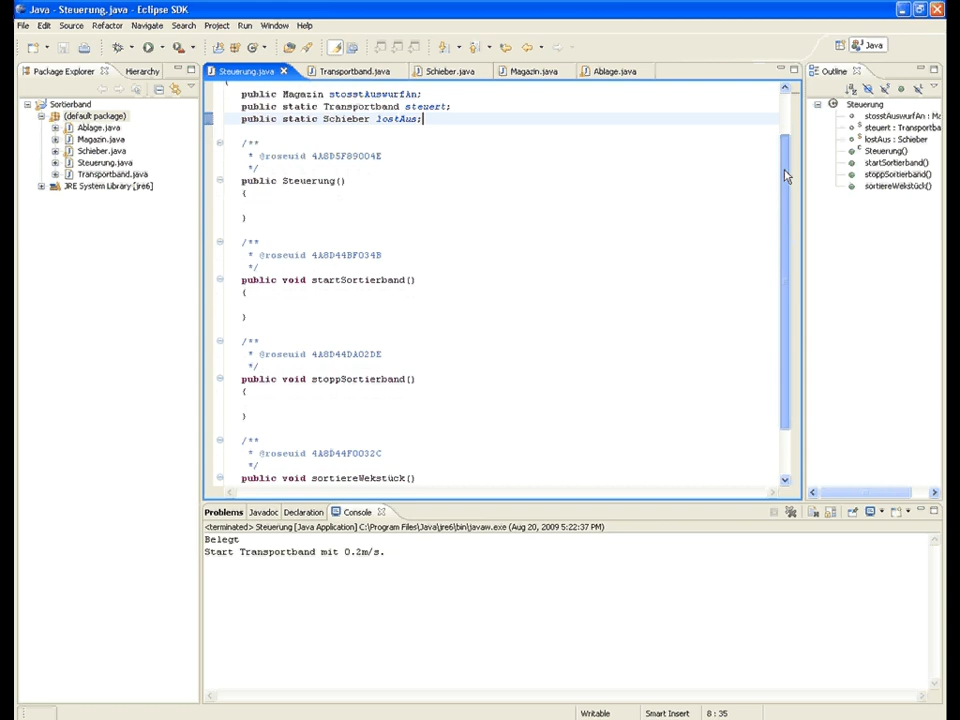 Java - Steuerung.java - Eclipse SDK
File Edit Source Refactor Navigate Search Project Run Window Help
Java
Package Explorer Hierarchy
Steuerung.java Transportband.java Schieber.java Magazin.java Ablage.java
Outline
Sortierband
(default package)
Ablage.java
Magazin.java
Schieber.java
Steuerung.java
Transportband.java
JRE System Library [jre6]
public Magazin stosstAuswurfAn;
public static Transportband steuert;
public static Schieber lostAus;
/**
* @roseuid 4A8D5F89004E
*/
public Steuerung()
{
}
/**
* @roseuid 4A8D44BF034B
*/
public void startSortierband()
{
}
/**
* @roseuid 4A8D44DA02DE
*/
public void stoppSortierband()
{
}
/**
* @roseuid 4A8D44F0032C
*/
public void sortiereWekstück()
Steuerung
stosstAuswurfAn : Ma
steuert : Transportba
lostAus : Schieber
Steuerung()
startSortierband()
stoppSortierband()
sortiereWekstück()
Problems Javadoc Declaration Console
<terminated> Steuerung [Java Application] C:\Program Files\Java\jre6\bin\javaw.exe (Aug 20, 2009 5:22:37 PM)
Belegt
Start Transportband mit 0.2m/s.
Writable Smart Insert 8 : 35